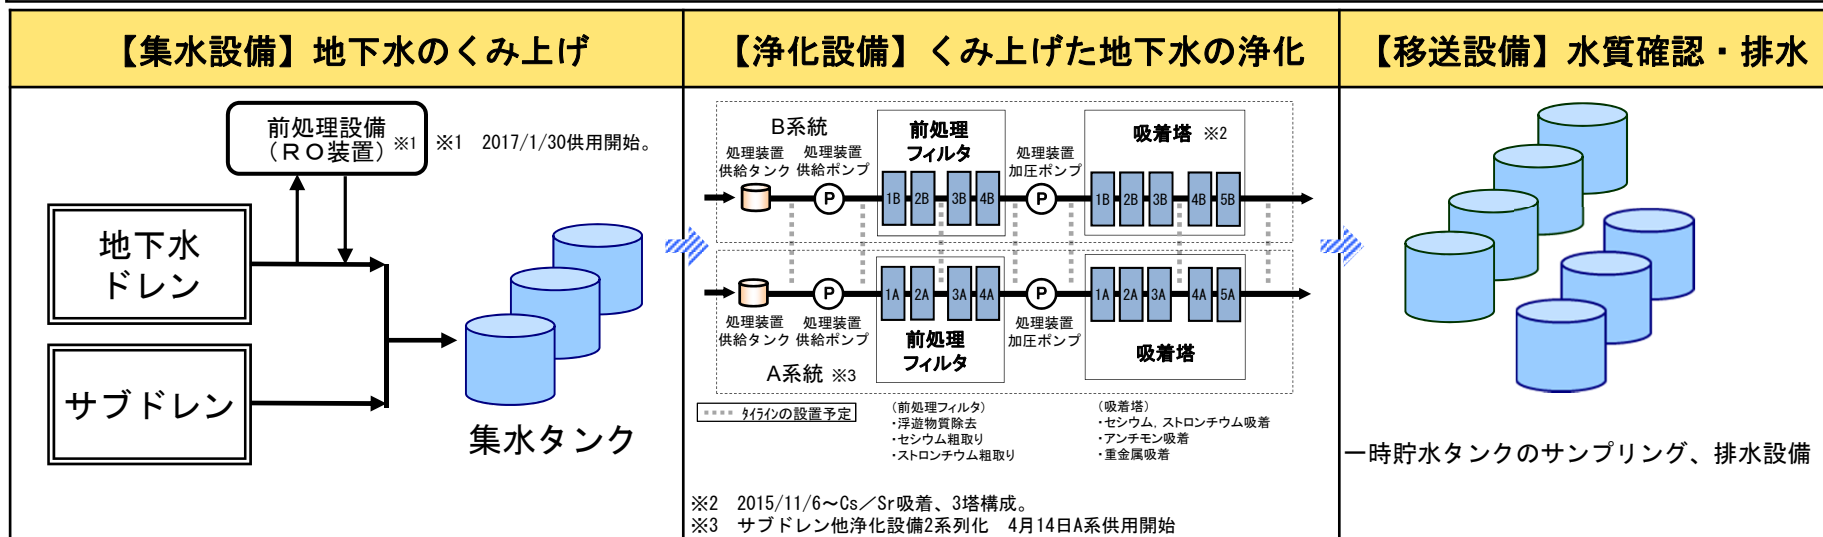 【集水設備】地下水のくみ上げ
前処理設備
（ＲＯ装置）※1
※1　2017/1/30供用開始。
地下水
ドレン
サブドレン
集水タンク
【浄化設備】くみ上げた地下水の浄化
B系統
処理装置
供給タンク
処理装置
供給ポンプ
P
前処理
フィルタ
1B 2B 3B 4B
処理装置
加圧ポンプ
P
吸着塔 ※2
1B 2B 3B 4B 5B
P
1A 2A 3A 4A
P
1A 2A 3A 4A 5A
処理装置
供給タンク
処理装置
供給ポンプ
前処理
フィルタ
処理装置
加圧ポンプ
吸着塔
A系統 ※3
ﾀｲﾗｲﾝの設置予定
（前処理フィルタ）
・浮遊物質除去
・セシウム粗取り
・ストロンチウム粗取り
（吸着塔）
・セシウム，ストロンチウム吸着
・アンチモン吸着
・重金属吸着
※2　2015/11/6～Cs／Sr吸着、3塔構成。
※3　サブドレン他浄化設備2系列化　4月14日A系供用開始
【移送設備】水質確認・排水
一時貯水タンクのサンプリング、排水設備